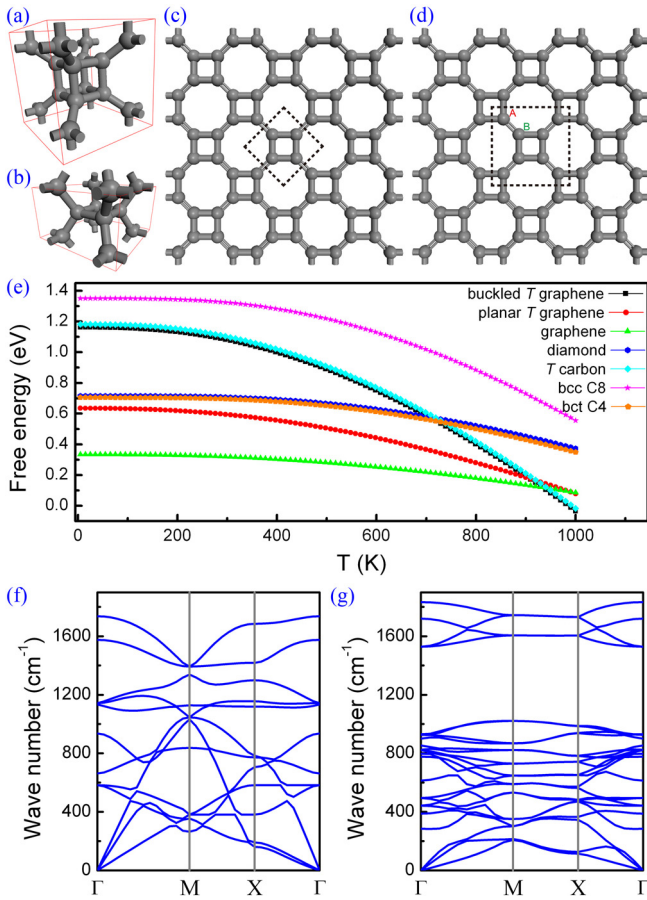 (a)
(b)
(c)
(d)
A
B
(e)
Free energy (eV)
1.4
1.2
1.0
0.8
0.6
0.4
0.2
0.0
0 200 400 600 800 1000
T (K)
buckled T graphene
planar T graphene
graphene
diamond
T carbon
bcc C8
bct C4
(f)
Wave number (cm-1)
1600
1200
800
400
0
Γ M X Γ
(g)
Wave number (cm-1)
1600
1200
800
400
0
Γ M X Γ